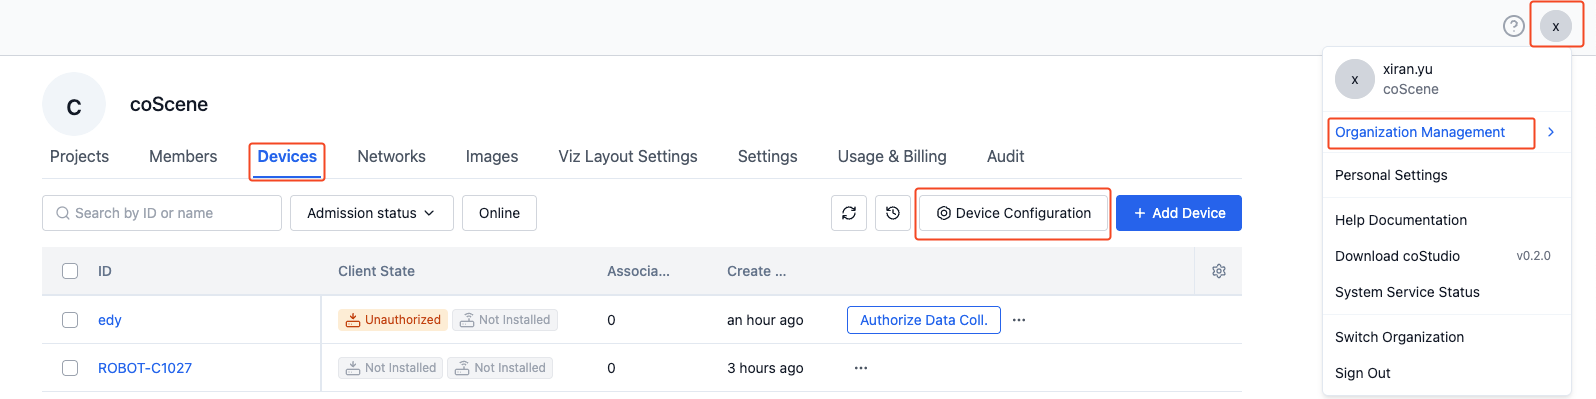 x
x
xiran.yu
coScene
C
coScene
Organization Management
Projects Members Devices Networks Images Viz Layout Settings Settings Usage & Billing Audit
Personal Settings
Search by ID or name Admission status Online Device Configuration + Add Device
Help Documentation
Download coStudio v0.2.0
System Service Status
Switch Organization
Sign Out
ID Client State Associa... Create ...
edy Unauthorized Not Installed 0 an hour ago Authorize Data Coll. ...
ROBOT-C1027 Not Installed Not Installed 0 3 hours ago ...